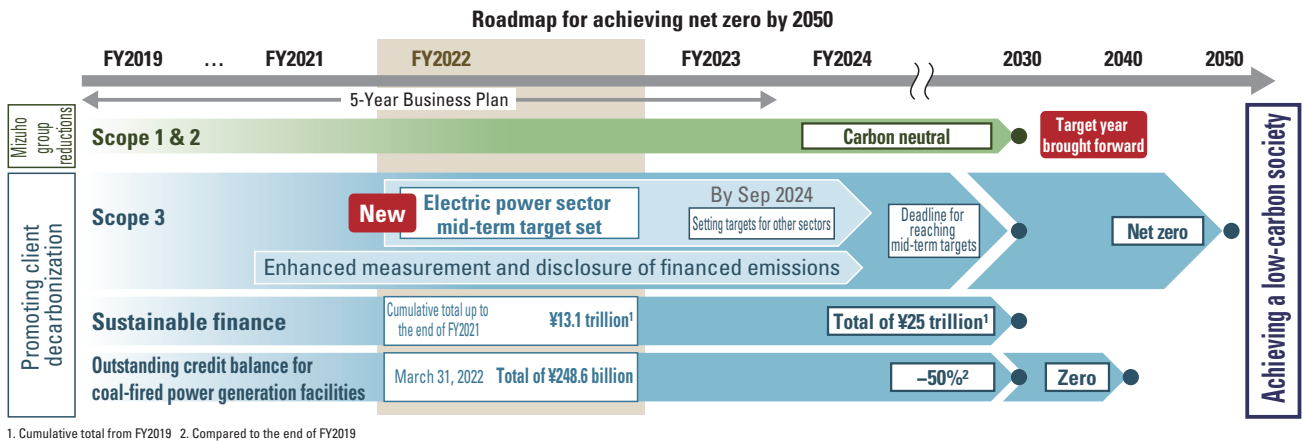 Roadmap for achieving net zero by 2050
FY2019 ... FY2021 FY2022 FY2023 FY2024 2030 2040 2050
5-Year Business Plan
Mizuho
group
reductions
Scope 1 & 2
Carbon neutral
Target year
brought forward
Promoting client
decarbonization
Scope 3
New
Electric power sector
mid-term target set
By Sep 2024
Setting targets for other sectors
Deadline for
reaching
mid-term targets
Net zero
Enhanced measurement and disclosure of financed emissions
Sustainable finance
Cumulative total up to
the end of FY2021
¥13.1 trillion¹
Total of ¥25 trillion¹
Outstanding credit balance for
coal-fired power generation facilities
March 31, 2022 Total of ¥248.6 billion
–50%²
Zero
Achieving a low-carbon society
1. Cumulative total from FY2019 2. Compared to the end of FY2019